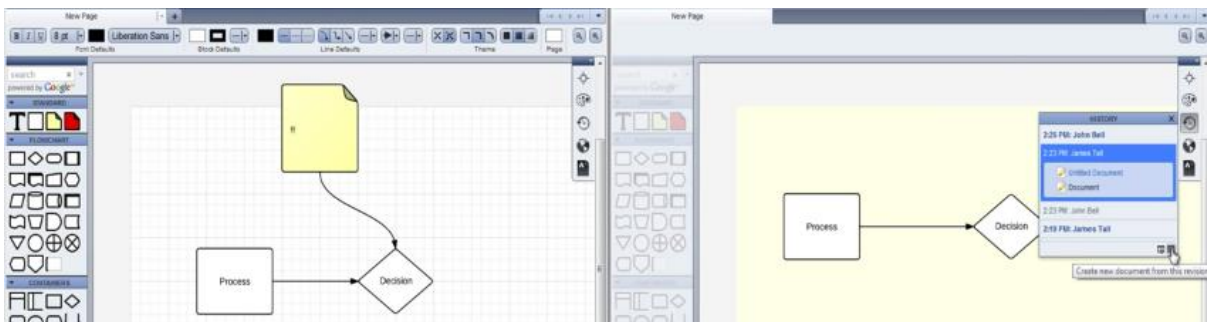 New Page
B I U 8 pt Liberation Sans
Font Defaults Block Defaults Line Defaults Theme Page
search
powered by Google
STANDARD
T
FLOWCHART
Process
Decision
CONTAINERS
New Page
HISTORY X
2:25 PM: John Bell
2:23 PM: James Tall
Untitled Document
Document
2:23 PM: John Bell
2:19 PM: James Tall
Process
Decision
Create new document from this revision